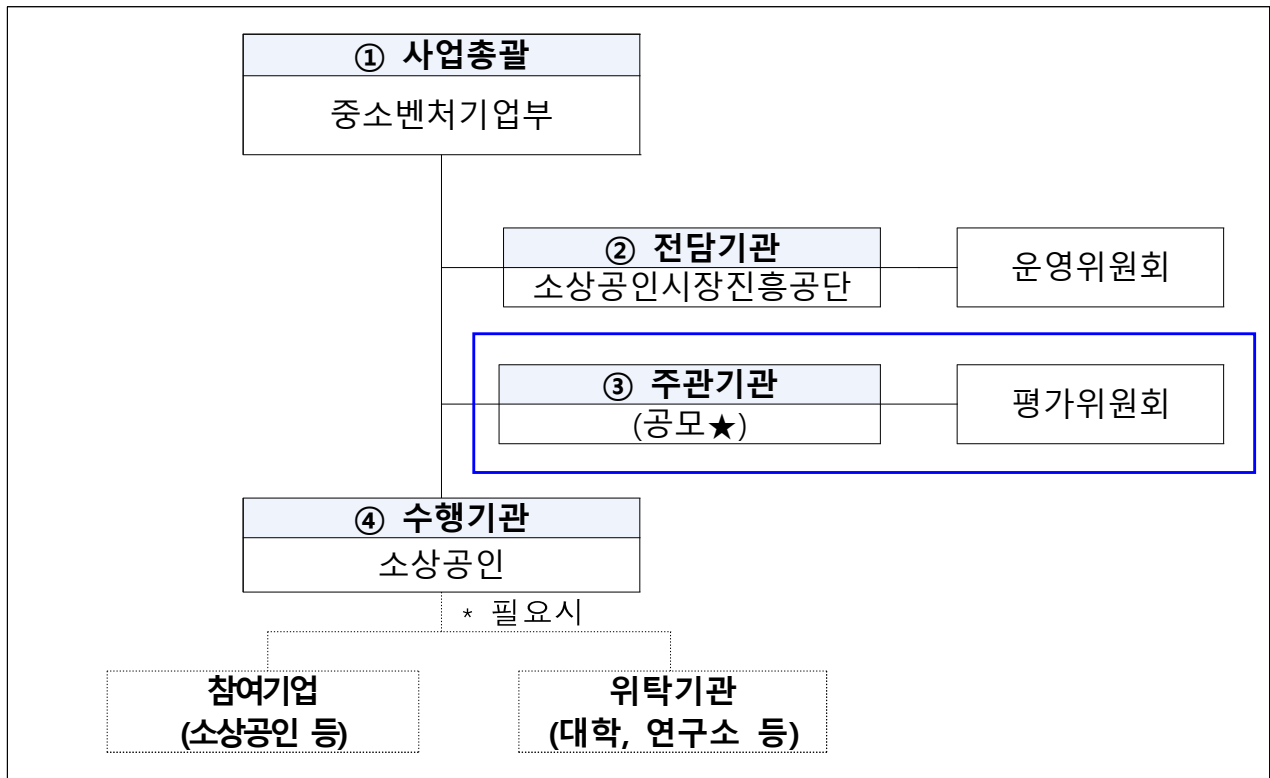 ① 사업총괄
중소벤처기업부
② 전담기관
소상공인시장진흥공단
운영위원회
③ 주관기관
(공모★)
평가위원회
④ 수행기관
소상공인
* 필요시
참여기업
(소상공인 등)
위탁기관
(대학, 연구소 등)